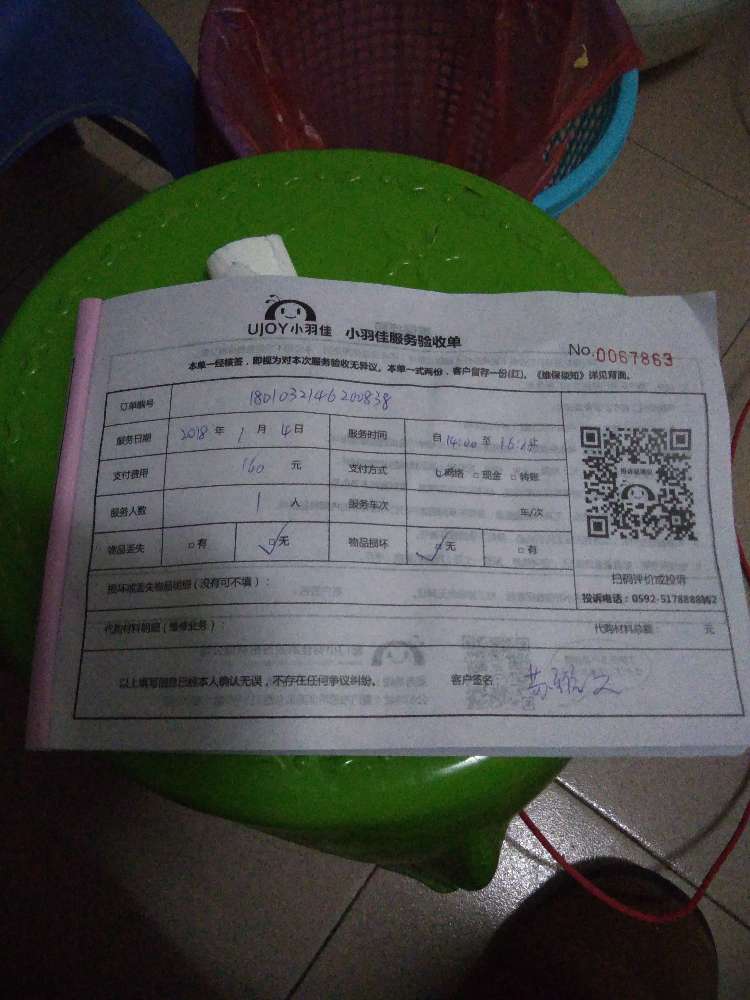 UJOY小羽佳 小羽佳服务验收单
No.0067863
本单一经核签，即视为对本次服务验收无异议。本单一式两份，客户留存一份(红)。《维保须知》详见背面。
订单编号 1801032146200838
服务日期 2018 年 1 月 4 日 服务时间 自 14:00 至
支付费用 160 元 支付方式 网络 □ 现金 □ 转账
服务人数 1 人 服务车次 年/次
物品丢失 □ 有 □ 无 物品损坏 □ 无 □ 有
损坏或丢失物品明细（没有可不填）：
扫码评价或投诉
投诉电话：0592-5178888
代购材料明细（维修业务）： 代购材料总额： 元
以上填写信息已经本人确认无误，不存在任何争议纠纷。 客户签名